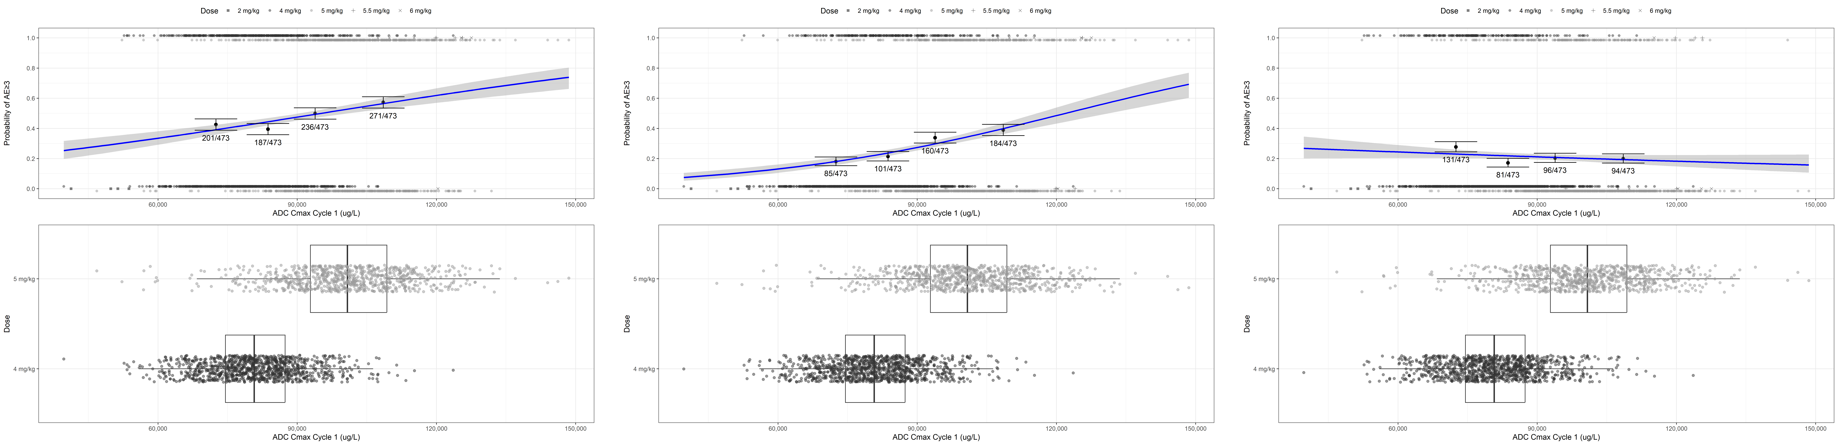 Dose 2 mg/kg 4 mg/kg 5 mg/kg 5.5 mg/kg 6 mg/kg
Probability of AE≥3
1.0
0.8
0.6
0.4
0.2
0.0
201/473
187/473
236/473
271/473
60,000 90,000 120,000 150,000
ADC Cmax Cycle 1 (ug/L)
Dose
5 mg/kg
4 mg/kg
60,000 90,000 120,000 150,000
ADC Cmax Cycle 1 (ug/L)
Dose 2 mg/kg 4 mg/kg 5 mg/kg 5.5 mg/kg 6 mg/kg
Probability of AE≥3
1.0
0.8
0.6
0.4
0.2
0.0
85/473
101/473
160/473
184/473
60,000 90,000 120,000 150,000
ADC Cmax Cycle 1 (ug/L)
Dose
5 mg/kg
4 mg/kg
60,000 90,000 120,000 150,000
ADC Cmax Cycle 1 (ug/L)
Dose 2 mg/kg 4 mg/kg 5 mg/kg 5.5 mg/kg 6 mg/kg
Probability of AE≥3
1.0
0.8
0.6
0.4
0.2
0.0
131/473
81/473
96/473
94/473
60,000 90,000 120,000 150,000
ADC Cmax Cycle 1 (ug/L)
Dose
5 mg/kg
4 mg/kg
60,000 90,000 120,000 150,000
ADC Cmax Cycle 1 (ug/L)